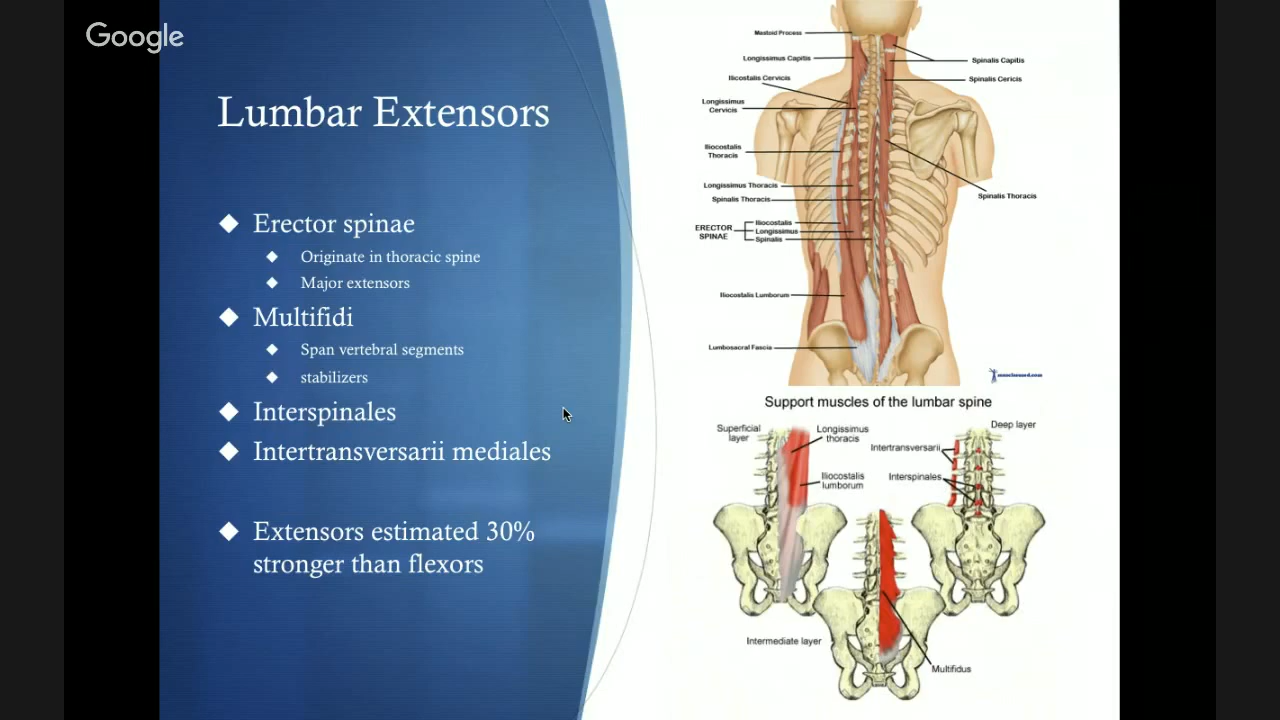 Google
Lumbar Extensors
Erector spinae
Originate in thoracic spine
Major extensors
Multifidi
Span vertebral segments
stabilizers
Interspinales
Intertransversarii mediales
Extensors estimated 30%
stronger than flexors
Mastoid Process
Longissimus Capitis
Iliocostalis Cervicis
Longissimus
Cervicis
Iliocostalis
Thoracis
Longissimus Thoracis
Spinalis Thoracis
ERECTOR
SPINAE
Iliocostalis
Longissimus
Spinalis
Iliocostalis Lumborum
Lumbosacral Fascia
Spinalis Capitis
Spinalis Cericis
Spinalis Thoracis
Support muscles of the lumbar spine
Superficial
layer
Longissimus
thoracis
Iliocostalis
lumborum
Deep layer
Intertransversarii
Interspinales
Intermediate layer
Multifidus